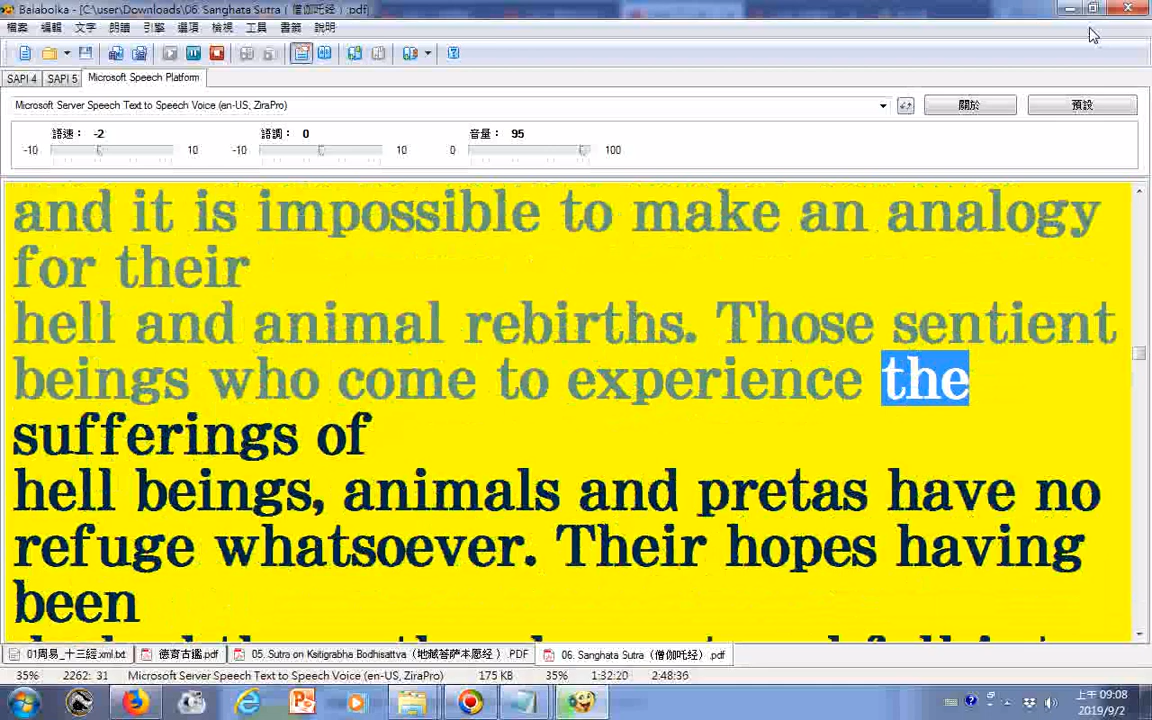 Balabolka - [C:\user\Downloads\06. Sanghata Sutra（僧伽吒经）.pdf]
檔案 編輯 文字 朗讀 引擎 選項 檢視 工具 書籤 說明
SAPI 4 SAPI 5 Microsoft Speech Platform
Microsoft Server Speech Text to Speech Voice (en-US, ZiraPro) 關於 預設
語速： -2 語調： 0 音量： 95
-10 10 -10 10 0 100
and it is impossible to make an analogy
for their
hell and animal rebirths. Those sentient
beings who come to experience the
sufferings of
hell beings, animals and pretas have no
refuge whatsoever. Their hopes having
been
01周易_十三經.xml.txt 德育古鑑.pdf 05. Sutra on Ksitigrabha Bodhisattva（地藏菩萨本愿经）.PDF 06. Sanghata Sutra（僧伽吒经）.pdf
35% 2262: 31 Microsoft Server Speech Text to Speech Voice (en-US, ZiraPro) 175 KB 35% 1:32:20 2:48:36
上午 09:08
2019/9/2